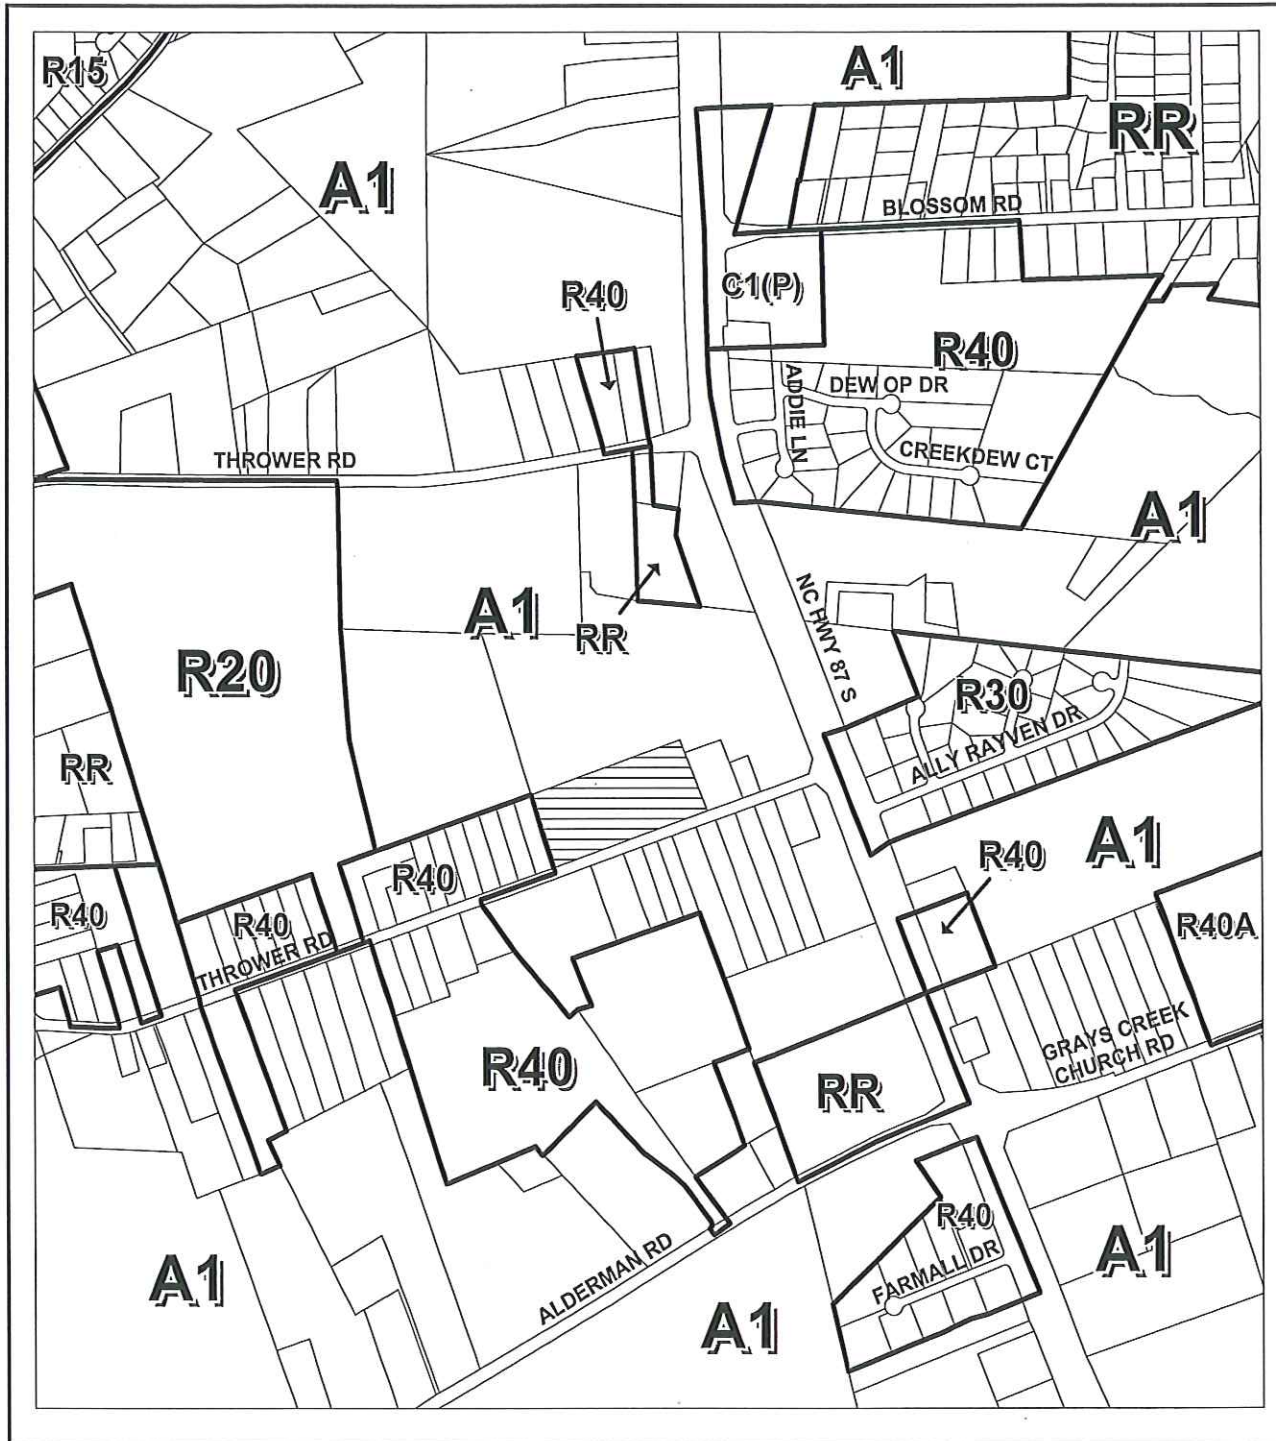 R15
A1
RR
A1
BLOSSOM RD
C1(P)
R40
R40
DEW OP DR
ADDIE LN
CREEKDEW CT
THROWER RD
A1
A1
NC HWY 87 S
RR
R20
R30
ALLY RAYVEN DR
RR
A1
R40
R40
R40
R40
R40A
THROWER RD
GRAYS CREEK
CHURCH RD
R40
RR
R40
FARMALL DR
A1
A1
ALDERMAN RD
A1